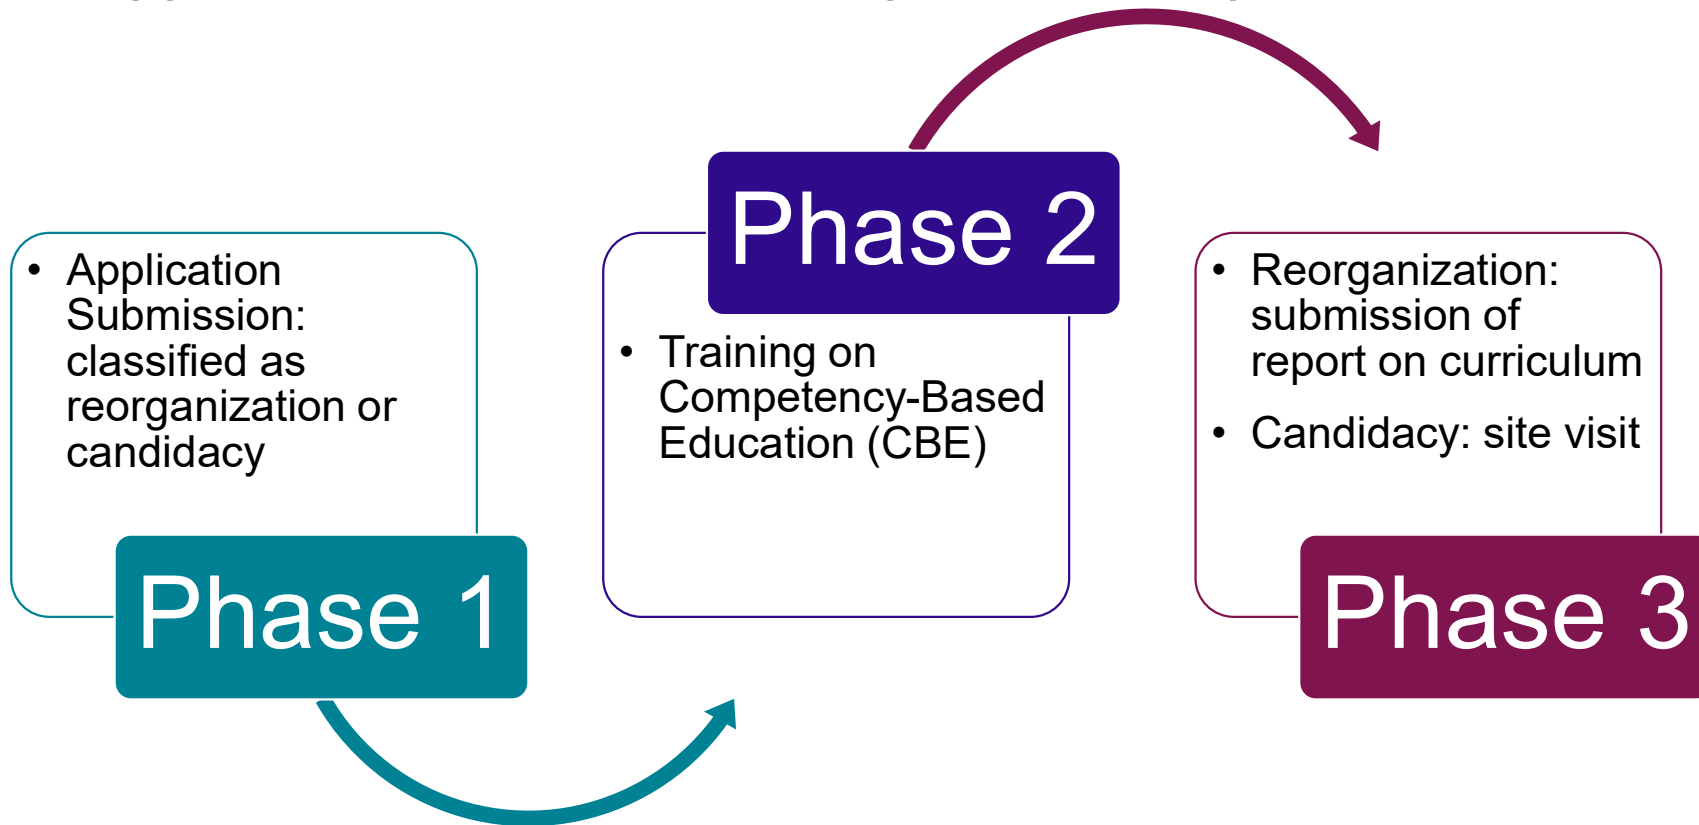 • Application
Submission:
classified as
reorganization or
candidacy
Phase 1
Phase 2
• Training on
Competency-Based
Education (CBE)
• Reorganization:
submission of
report on curriculum
• Candidacy: site visit
Phase 3